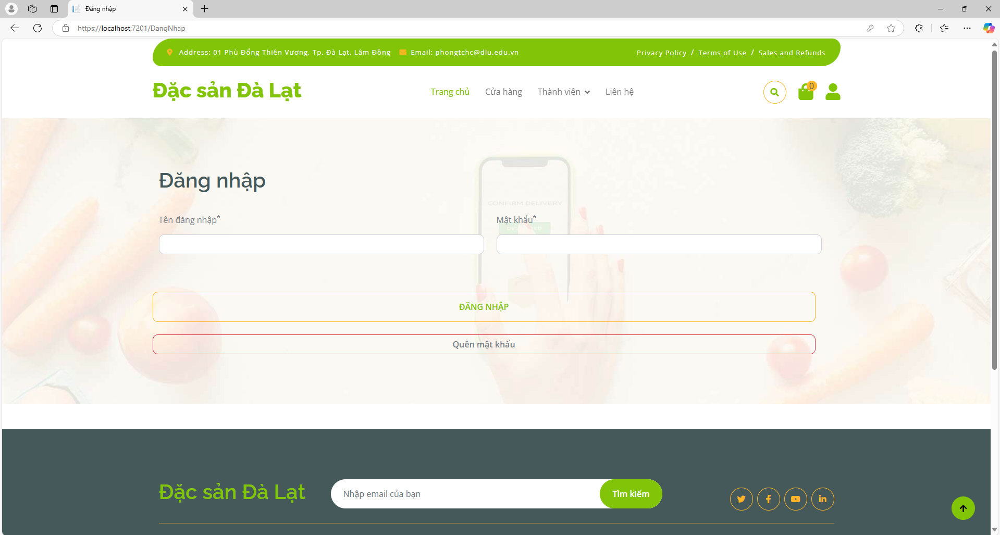 Đăng nhập
https://localhost:7201/DangNhap
Address: 01 Phù Đổng Thiên Vương, Tp. Đà Lạt, Lâm Đồng Email: phongtchc@dlu.edu.vn Privacy Policy / Terms of Use / Sales and Refunds
Đặc sản Đà Lạt Trang chủ Cửa hàng Thành viên Liên hệ 0
Đăng nhập
CONFIRM DELIVERY
Tên đăng nhập* Mật khẩu*
ĐĂNG NHẬP
Quên mật khẩu
Đặc sản Đà Lạt Nhập email của bạn Tìm kiếm